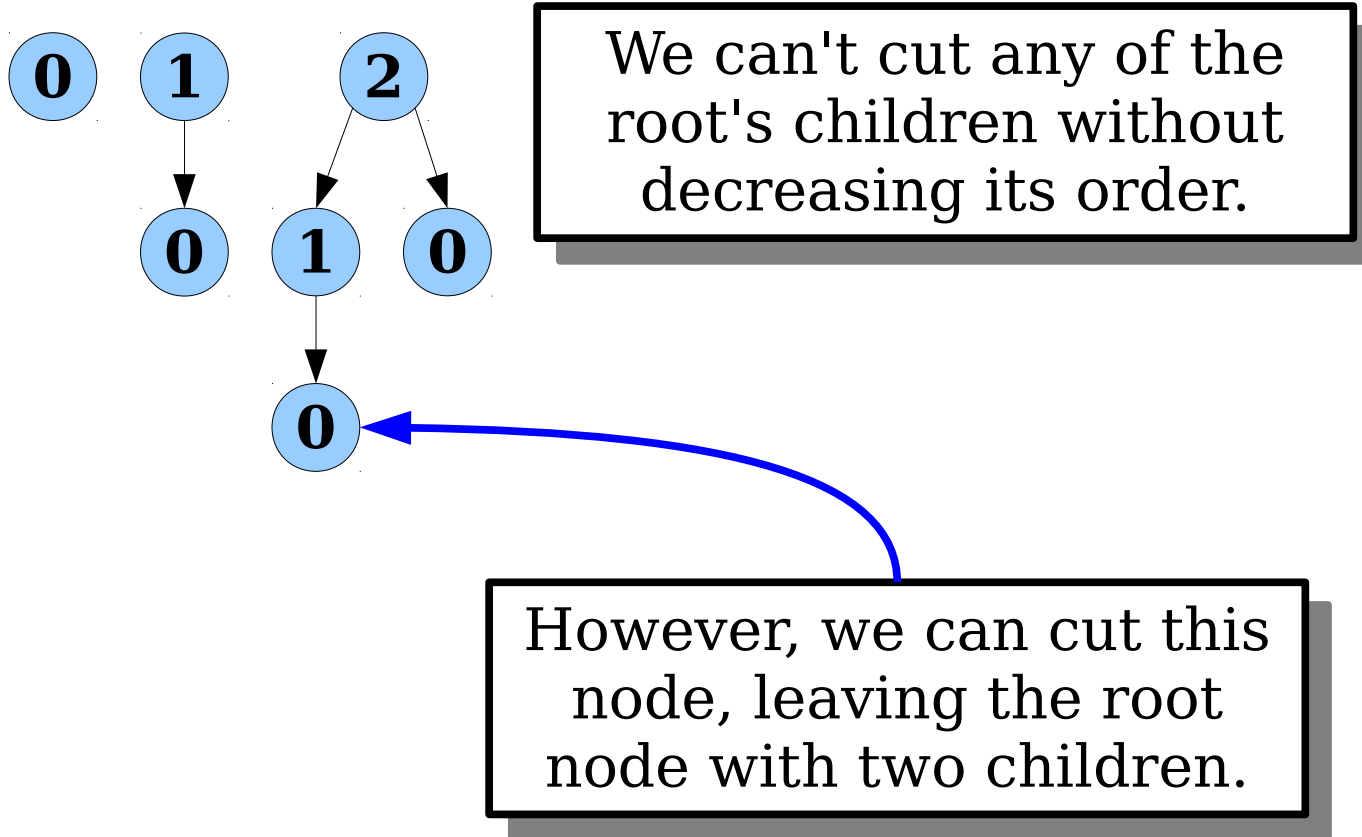 0 1 2
We can't cut any of the
root's children without
decreasing its order.
0 1 0
0
However, we can cut this
node, leaving the root
node with two children.